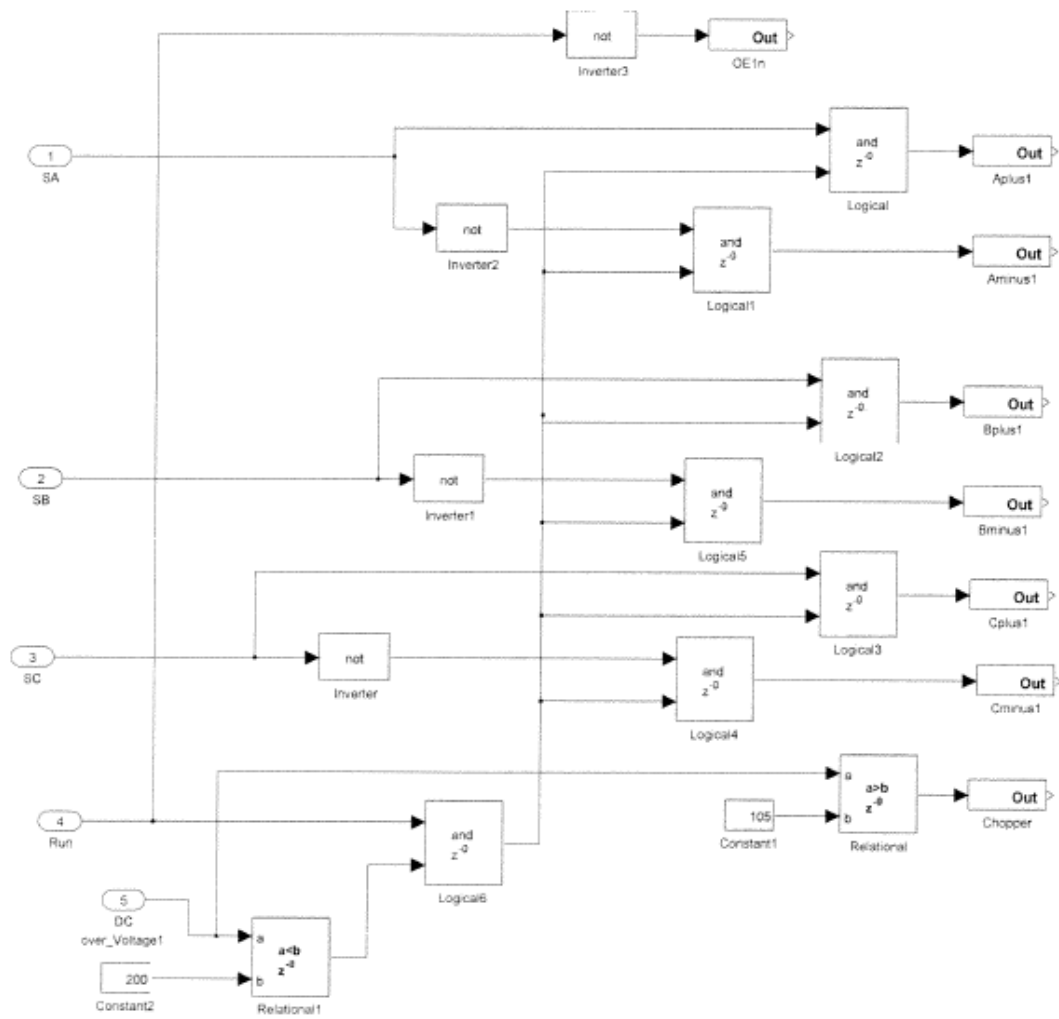 not
Out
Inverter3
OE1n
1
SA
and
z^-0
Logical
Out
Aplus1
not
Inverter2
and
z^-0
Logical1
Out
Aminus1
and
z^-0
Logical2
Out
Bplus1
2
SB
not
Inverter1
and
z^-0
Logical5
Out
Bminus1
and
z^-0
Logical3
Out
Cplus1
3
SC
not
Inverter
and
z^-0
Logical4
Out
Cminus1
4
Run
and
z^-0
Logical6
105
Constant1
a
b
a>b
z^-0
Relational
Out
Chopper
5
DC
over_Voltage1
200
Constant2
a
b
a<b
z^-0
Relational1